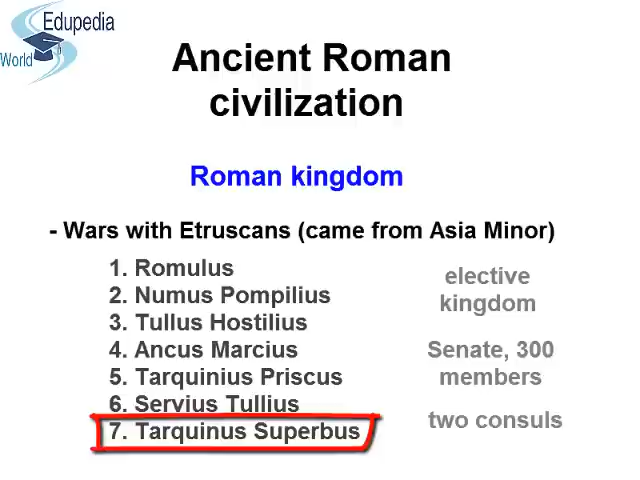 Edupedia
World
Ancient Roman
civilization
Roman kingdom
- Wars with Etruscans (came from Asia Minor)
1. Romulus
2. Numus Pompilius
3. Tullus Hostilius
4. Ancus Marcius
5. Tarquinius Priscus
6. Servius Tullius
7. Tarquinus Superbus
elective
kingdom
Senate, 300
members
two consuls